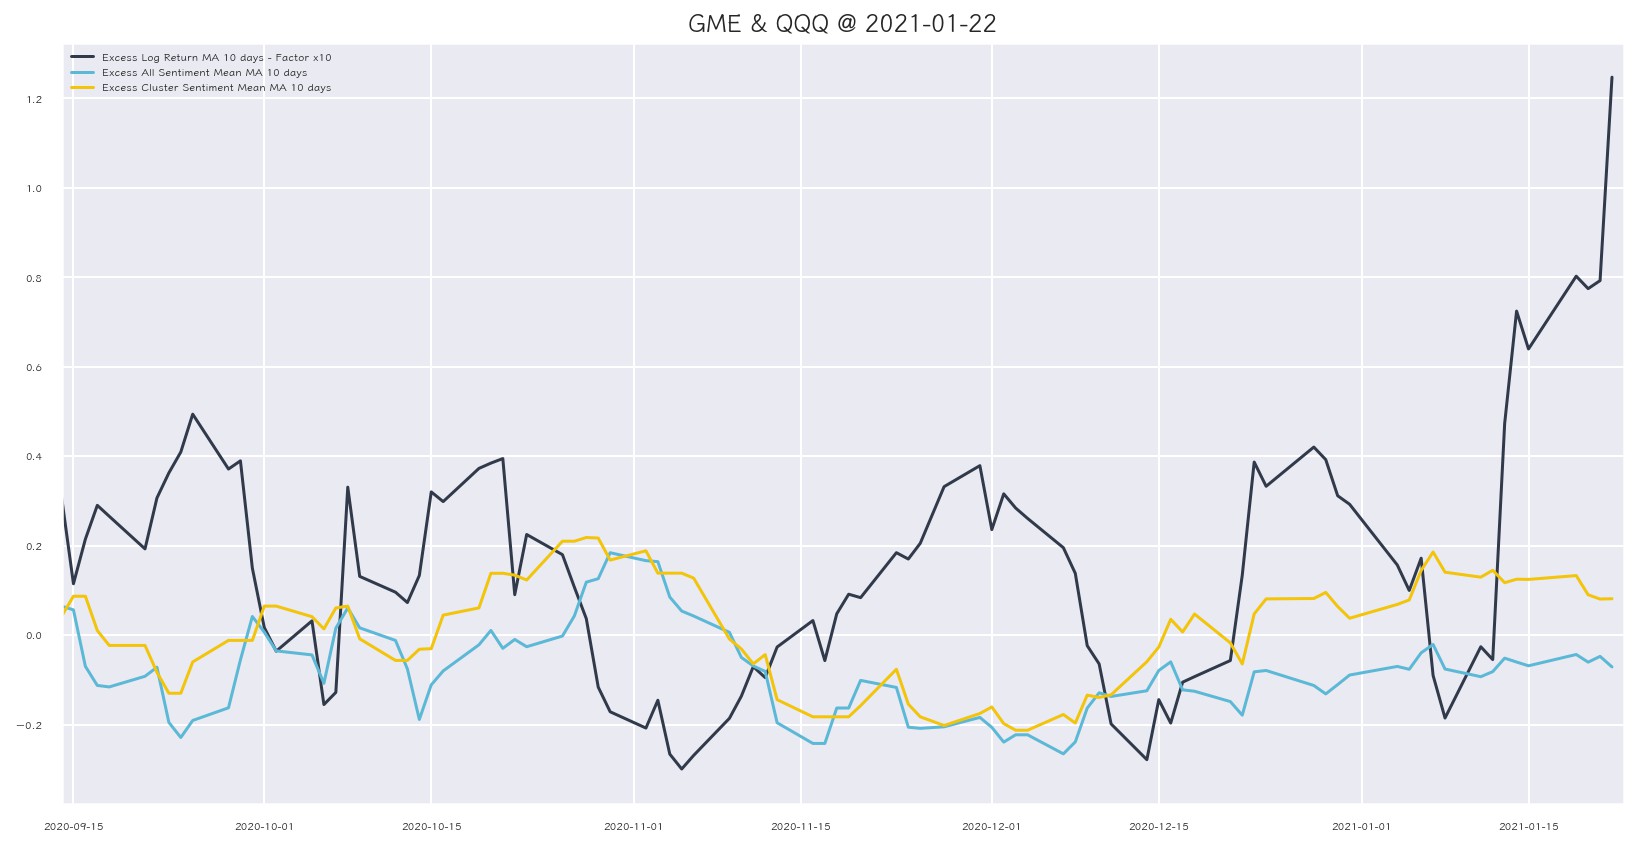 GME & QQQ @ 2021-01-22
Excess Log Return MA 10 days - Factor x10
Excess All Sentiment Mean MA 10 days
Excess Cluster Sentiment Mean MA 10 days
1.2
1.0
0.8
0.6
0.4
0.2
0.0
−0.2
2020-09-15 2020-10-01 2020-10-15 2020-11-01 2020-11-15 2020-12-01 2020-12-15 2021-01-01 2021-01-15